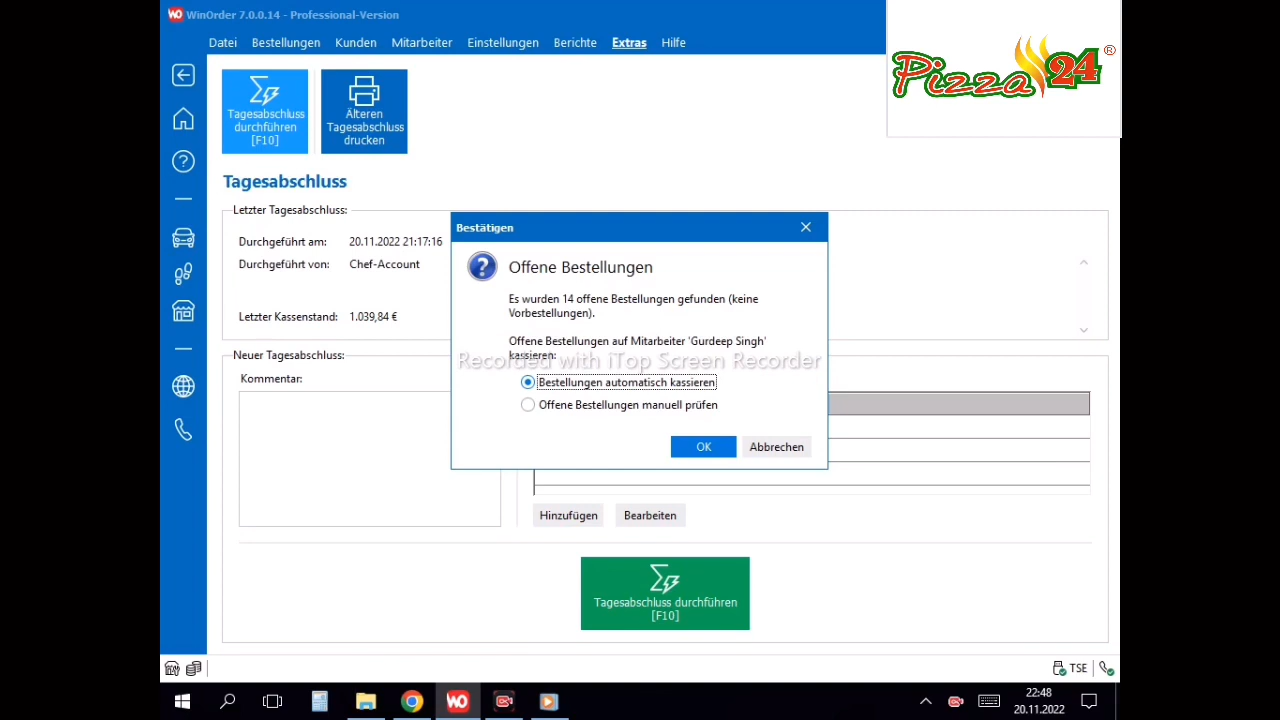 WinOrder 7.0.0.14 - Professional-Version
Datei Bestellungen Kunden Mitarbeiter Einstellungen Berichte Extras Hilfe
Pizza 24 ®
Tagesabschluss
durchführen
[F10]
Älteren
Tagesabschluss
drucken
Tagesabschluss
Letzter Tagesabschluss:
Durchgeführt am: 20.11.2022 21:17:16
Durchgeführt von: Chef-Account
Letzter Kassenstand: 1.039,84 €
Bestätigen
Offene Bestellungen
Es wurden 14 offene Bestellungen gefunden (keine
Vorbestellungen).
Offene Bestellungen auf Mitarbeiter 'Gurdeep Singh'
kassieren:
Recorded with iTop Screen Recorder
Bestellungen automatisch kassieren
Offene Bestellungen manuell prüfen
OK Abbrechen
Neuer Tagesabschluss:
Kommentar:
Hinzufügen Bearbeiten
Tagesabschluss durchführen
[F10]
TSE
WO
22:48
20.11.2022